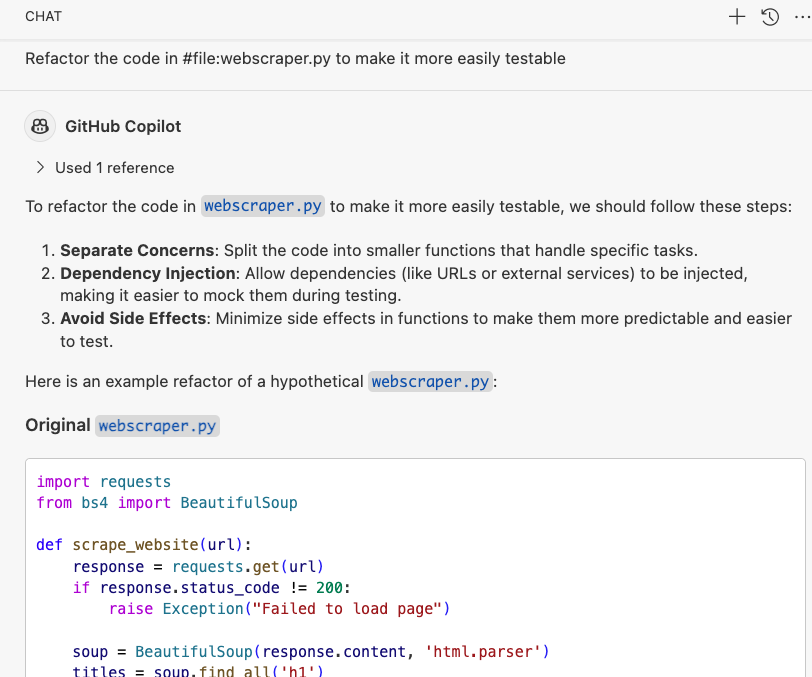 CHAT
Refactor the code in #file:webscraper.py to make it more easily testable
GitHub Copilot
Used 1 reference
To refactor the code in webscraper.py to make it more easily testable, we should follow these steps:
1. Separate Concerns: Split the code into smaller functions that handle specific tasks.
2. Dependency Injection: Allow dependencies (like URLs or external services) to be injected,
making it easier to mock them during testing.
3. Avoid Side Effects: Minimize side effects in functions to make them more predictable and easier
to test.
Here is an example refactor of a hypothetical webscraper.py:
Original webscraper.py
import requests
from bs4 import BeautifulSoup
def scrape_website(url):
    response = requests.get(url)
    if response.status_code != 200:
        raise Exception("Failed to load page")
    soup = BeautifulSoup(response.content, 'html.parser')
    titles = soup.find_all('h1')